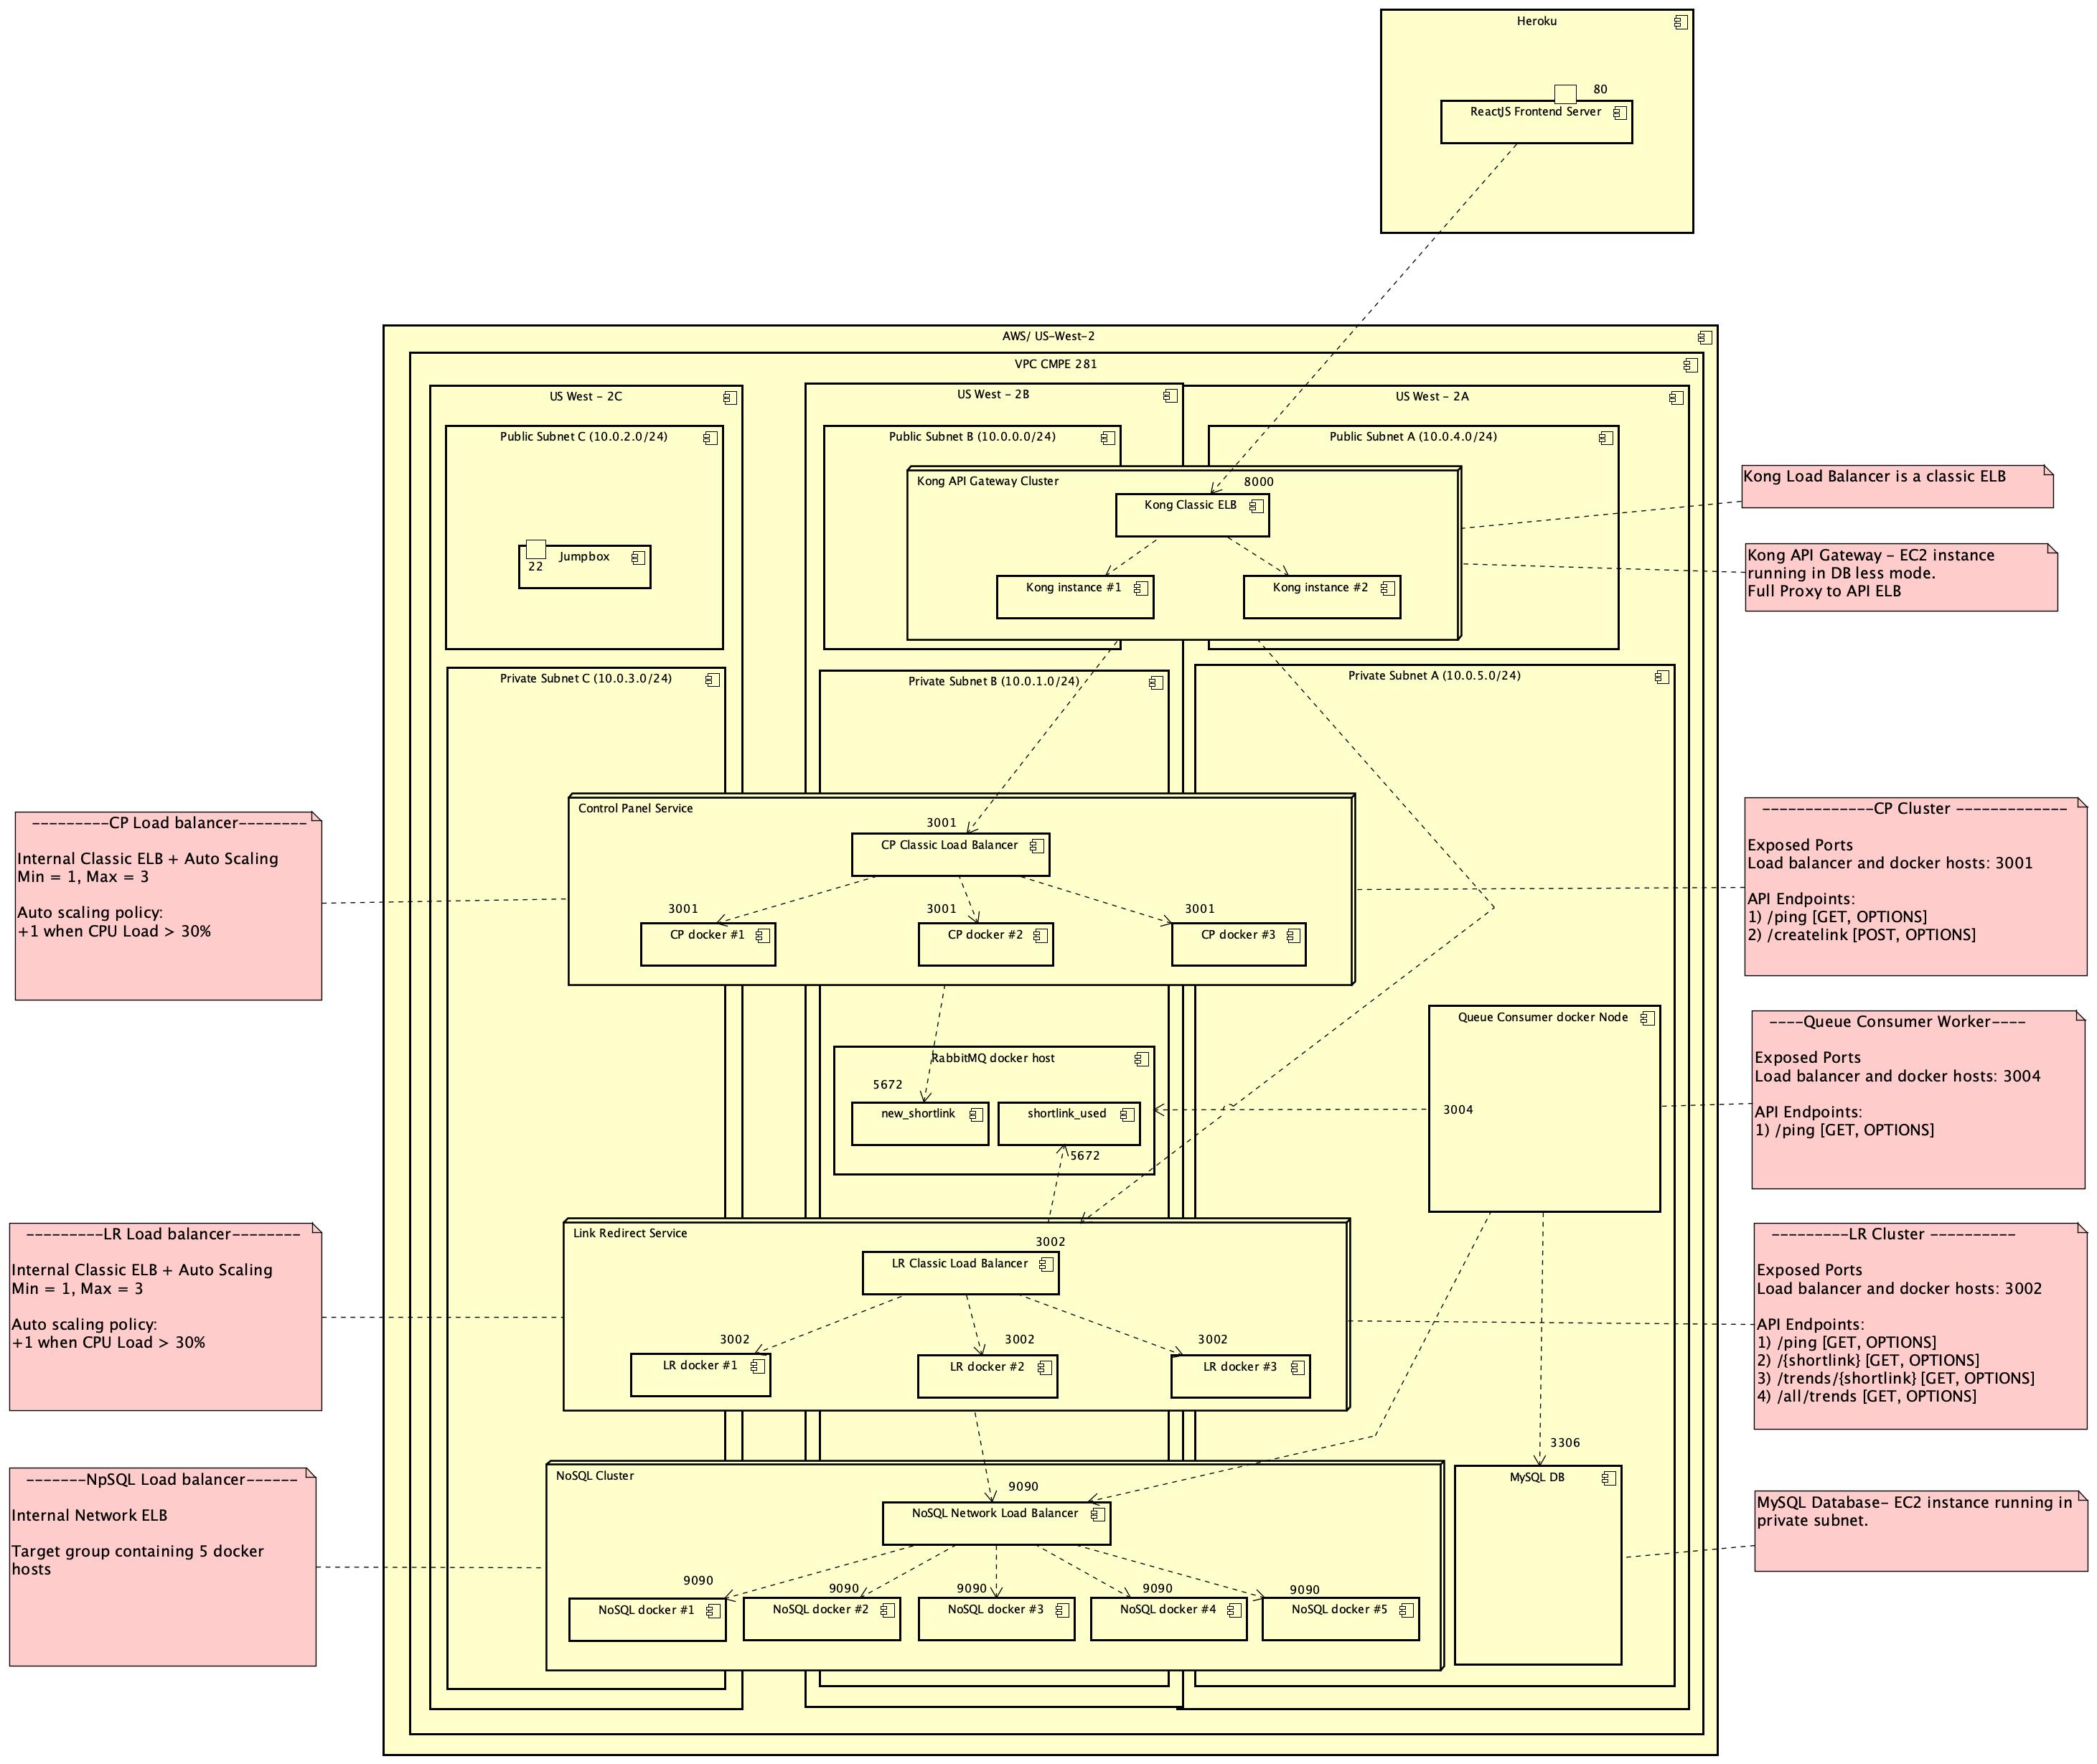 Heroku
80
ReactJS Frontend Server
AWS/ US-West-2
VPC CMPE 281
US West - 2C
US West - 2B
US West - 2A
Public Subnet C (10.0.2.0/24)
Public Subnet B (10.0.0.0/24)
Public Subnet A (10.0.4.0/24)
Kong API Gateway Cluster
8000
Kong Classic ELB
Kong instance #1
Kong instance #2
Jumpbox
22
Kong Load Balancer is a classic ELB
Kong API Gateway - EC2 instance
running in DB less mode.
Full Proxy to API ELB
Private Subnet C (10.0.3.0/24)
Private Subnet B (10.0.1.0/24)
Private Subnet A (10.0.5.0/24)
---------CP Load balancer--------
Internal Classic ELB + Auto Scaling
Min = 1, Max = 3
Auto scaling policy:
+1 when CPU Load > 30%
Control Panel Service
3001
CP Classic Load Balancer
3001
3001
3001
CP docker #1
CP docker #2
CP docker #3
-------------CP Cluster -------------
Exposed Ports
Load balancer and docker hosts: 3001
API Endpoints:
1) /ping [GET, OPTIONS]
2) /createlink [POST, OPTIONS]
RabbitMQ docker host
5672
new_shortlink
shortlink_used
5672
Queue Consumer docker Node
3004
----Queue Consumer Worker----
Exposed Ports
Load balancer and docker hosts: 3004
API Endpoints:
1) /ping [GET, OPTIONS]
---------LR Load balancer--------
Internal Classic ELB + Auto Scaling
Min = 1, Max = 3
Auto scaling policy:
+1 when CPU Load > 30%
Link Redirect Service
3002
LR Classic Load Balancer
3002
3002
3002
LR docker #1
LR docker #2
LR docker #3
---------LR Cluster ----------
Exposed Ports
Load balancer and docker hosts: 3002
API Endpoints:
1) /ping [GET, OPTIONS]
2) /{shortlink} [GET, OPTIONS]
3) /trends/{shortlink} [GET, OPTIONS]
4) /all/trends [GET, OPTIONS]
-------NpSQL Load balancer------
Internal Network ELB
Target group containing 5 docker
hosts
NoSQL Cluster
9090
NoSQL Network Load Balancer
9090
9090
9090
9090
9090
NoSQL docker #1
NoSQL docker #2
NoSQL docker #3
NoSQL docker #4
NoSQL docker #5
3306
MySQL DB
MySQL Database- EC2 instance running in
private subnet.